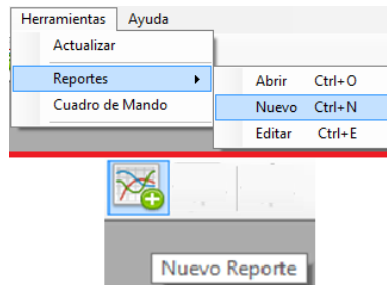 Herramientas Ayuda
Actualizar
Reportes Abrir Ctrl+O
Cuadro de Mando Nuevo Ctrl+N
Editar Ctrl+E
Nuevo Reporte